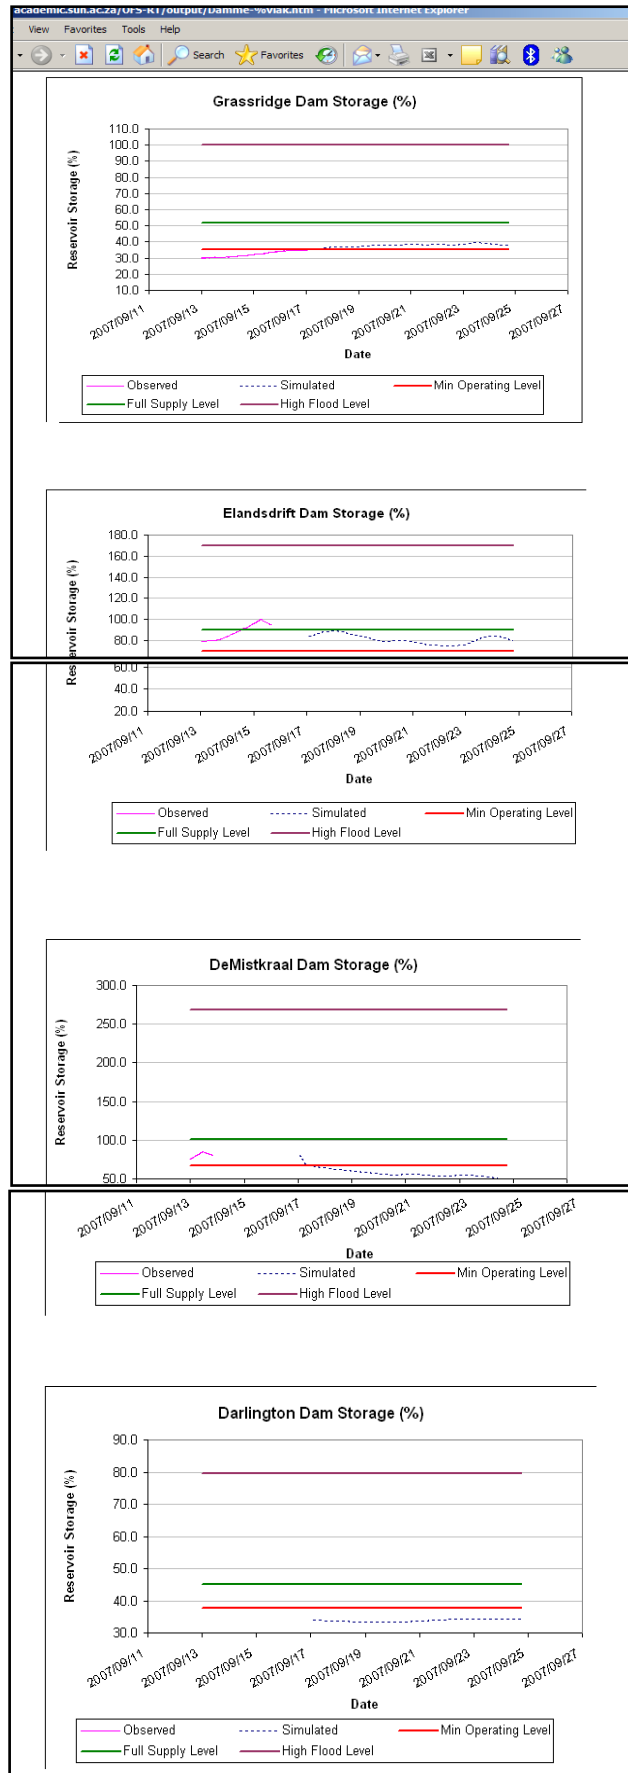 academic.sun.ac.za/OFS-RT/output/Damme-%vlak.htm - Microsoft Internet Explorer
View Favorites Tools Help
Search Favorites
Grassridge Dam Storage (%)
110.0
100.0
90.0
80.0
70.0
60.0
50.0
40.0
30.0
20.0
10.0
Reservoir Storage (%)
2007/09/11 2007/09/13 2007/09/15 2007/09/17 2007/09/19 2007/09/21 2007/09/23 2007/09/25 2007/09/27
Date
Observed Simulated Min Operating Level
Full Supply Level High Flood Level
Elandsdrift Dam Storage (%)
180.0
160.0
140.0
120.0
100.0
80.0
60.0
40.0
20.0
Reservoir Storage (%)
2007/09/11 2007/09/13 2007/09/15 2007/09/17 2007/09/19 2007/09/21 2007/09/23 2007/09/25 2007/09/27
Date
Observed Simulated Min Operating Level
Full Supply Level High Flood Level
DeMistkraal Dam Storage (%)
300.0
250.0
200.0
150.0
100.0
50.0
Reservoir Storage (%)
2007/09/11 2007/09/13 2007/09/15 2007/09/17 2007/09/19 2007/09/21 2007/09/23 2007/09/25 2007/09/27
Date
Observed Simulated Min Operating Level
Full Supply Level High Flood Level
Darlington Dam Storage (%)
90.0
80.0
70.0
60.0
50.0
40.0
30.0
Reservoir Storage (%)
2007/09/11 2007/09/13 2007/09/15 2007/09/17 2007/09/19 2007/09/21 2007/09/23 2007/09/25 2007/09/27
Date
Observed Simulated Min Operating Level
Full Supply Level High Flood Level